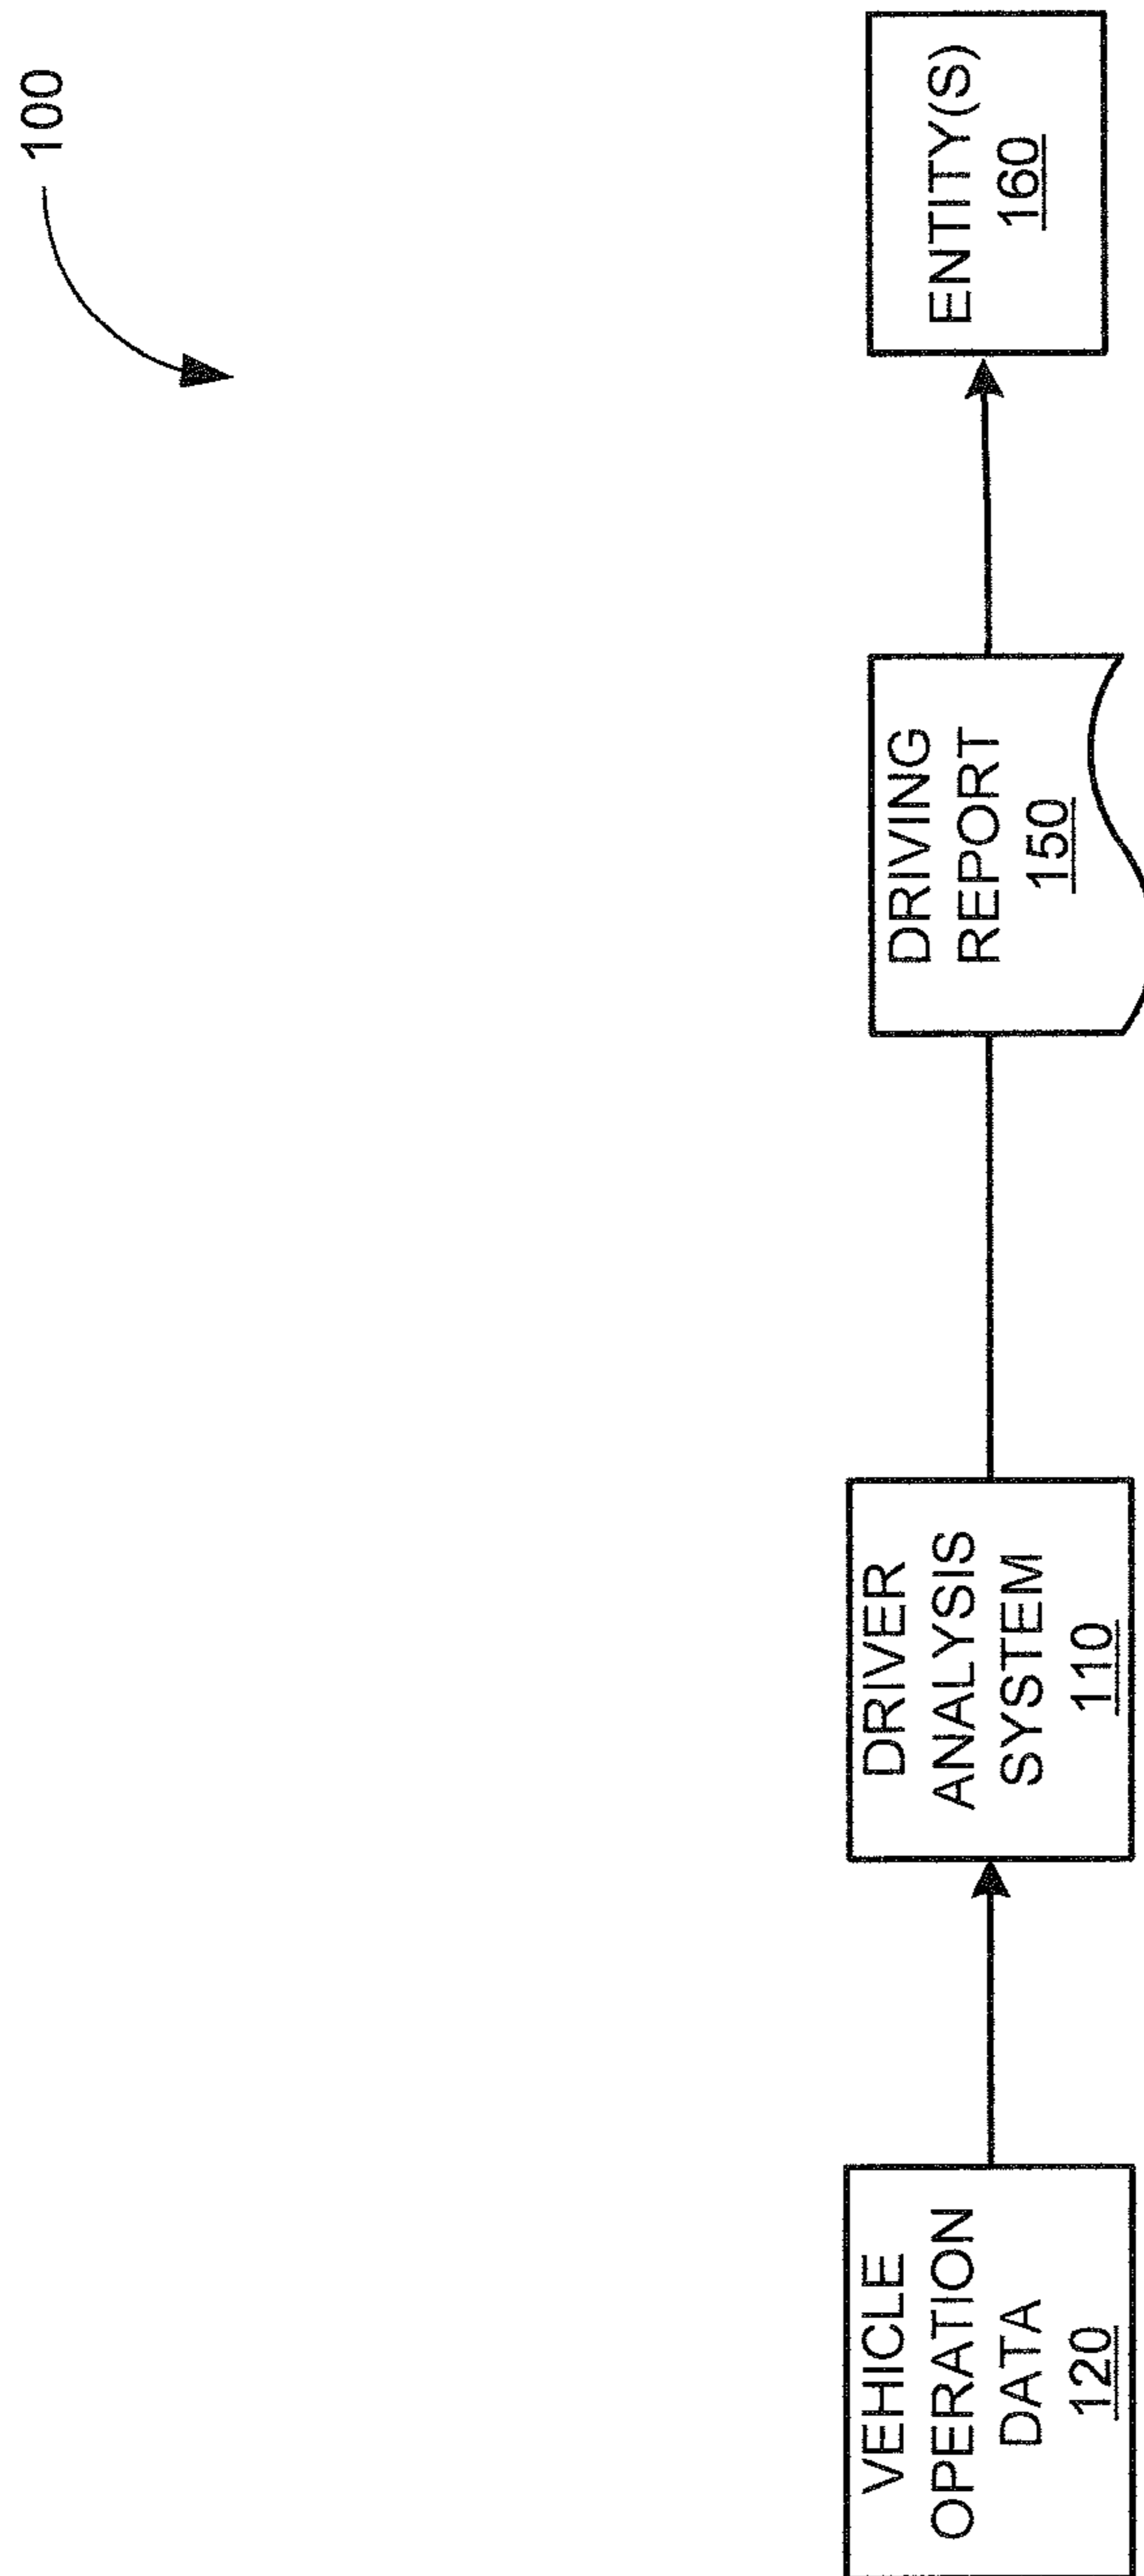 100
VEHICLE
OPERATION
DATA
120
DRIVER
ANALYSIS
SYSTEM
110
DRIVING
REPORT
150
ENTITY(S)
160